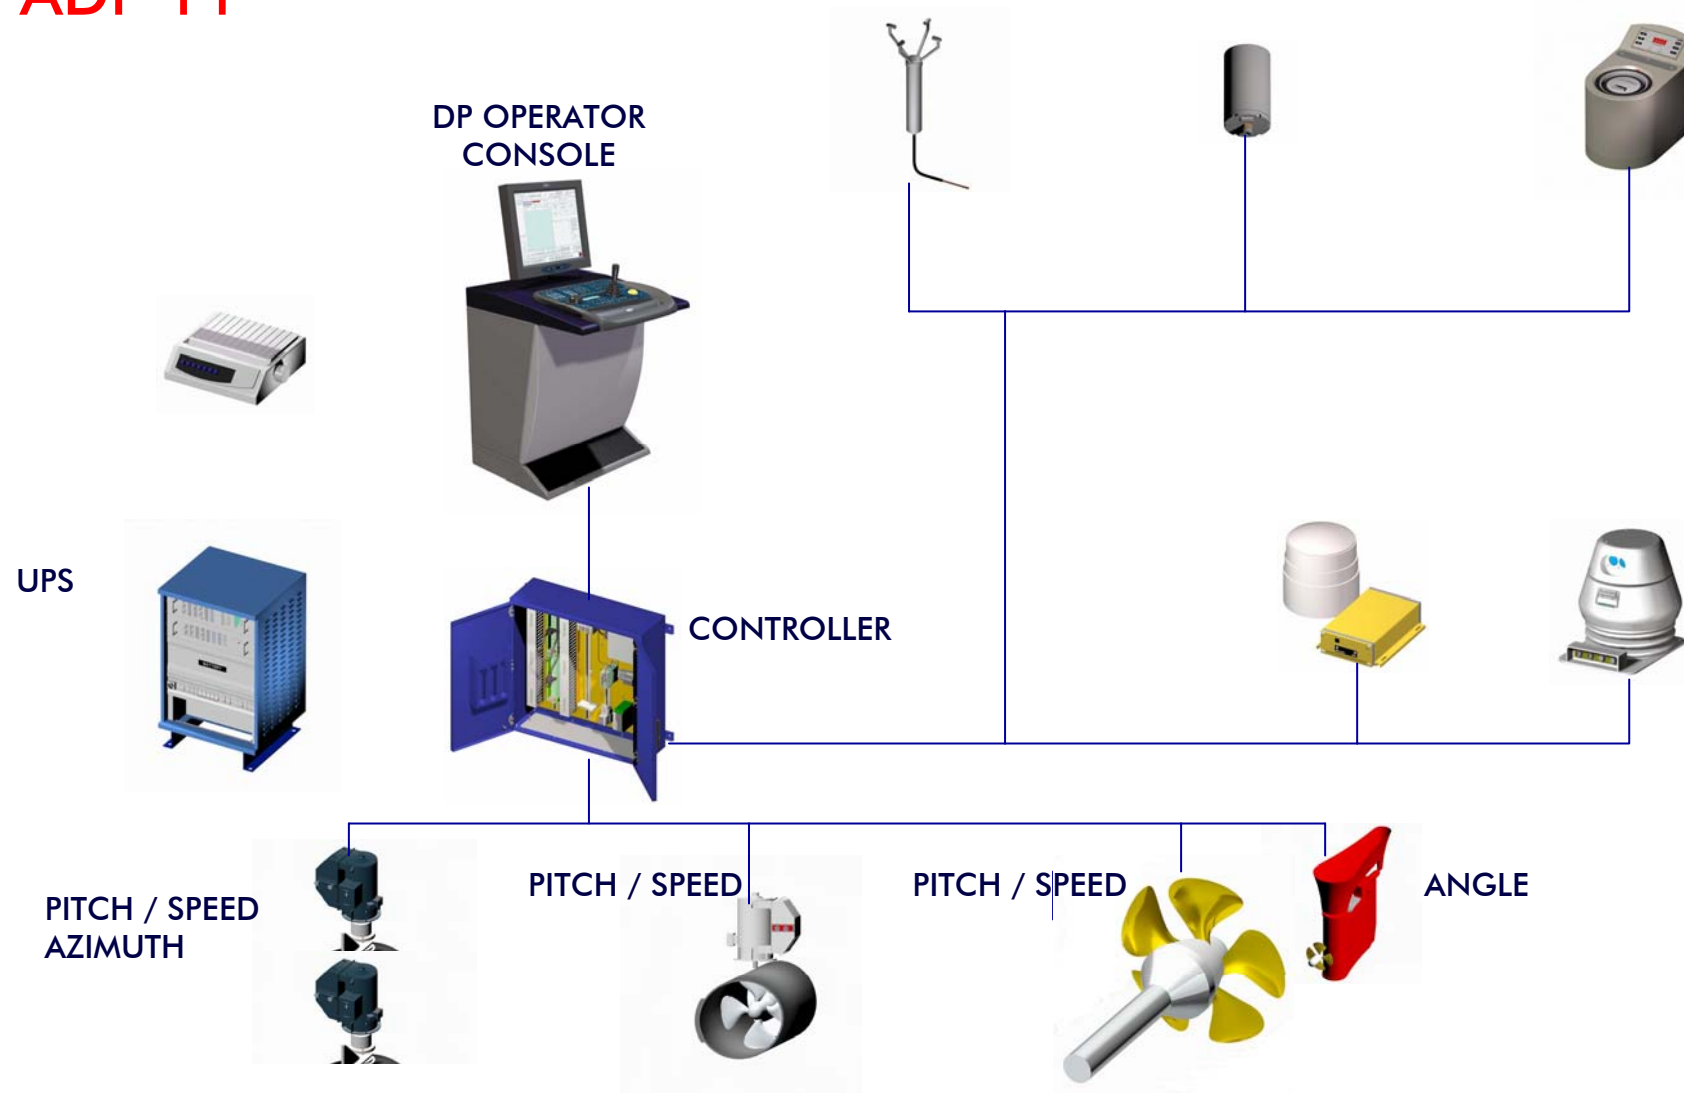 DP OPERATOR
CONSOLE
UPS
CONTROLLER
PITCH / SPEED
AZIMUTH
PITCH / SPEED
PITCH / SPEED
ANGLE